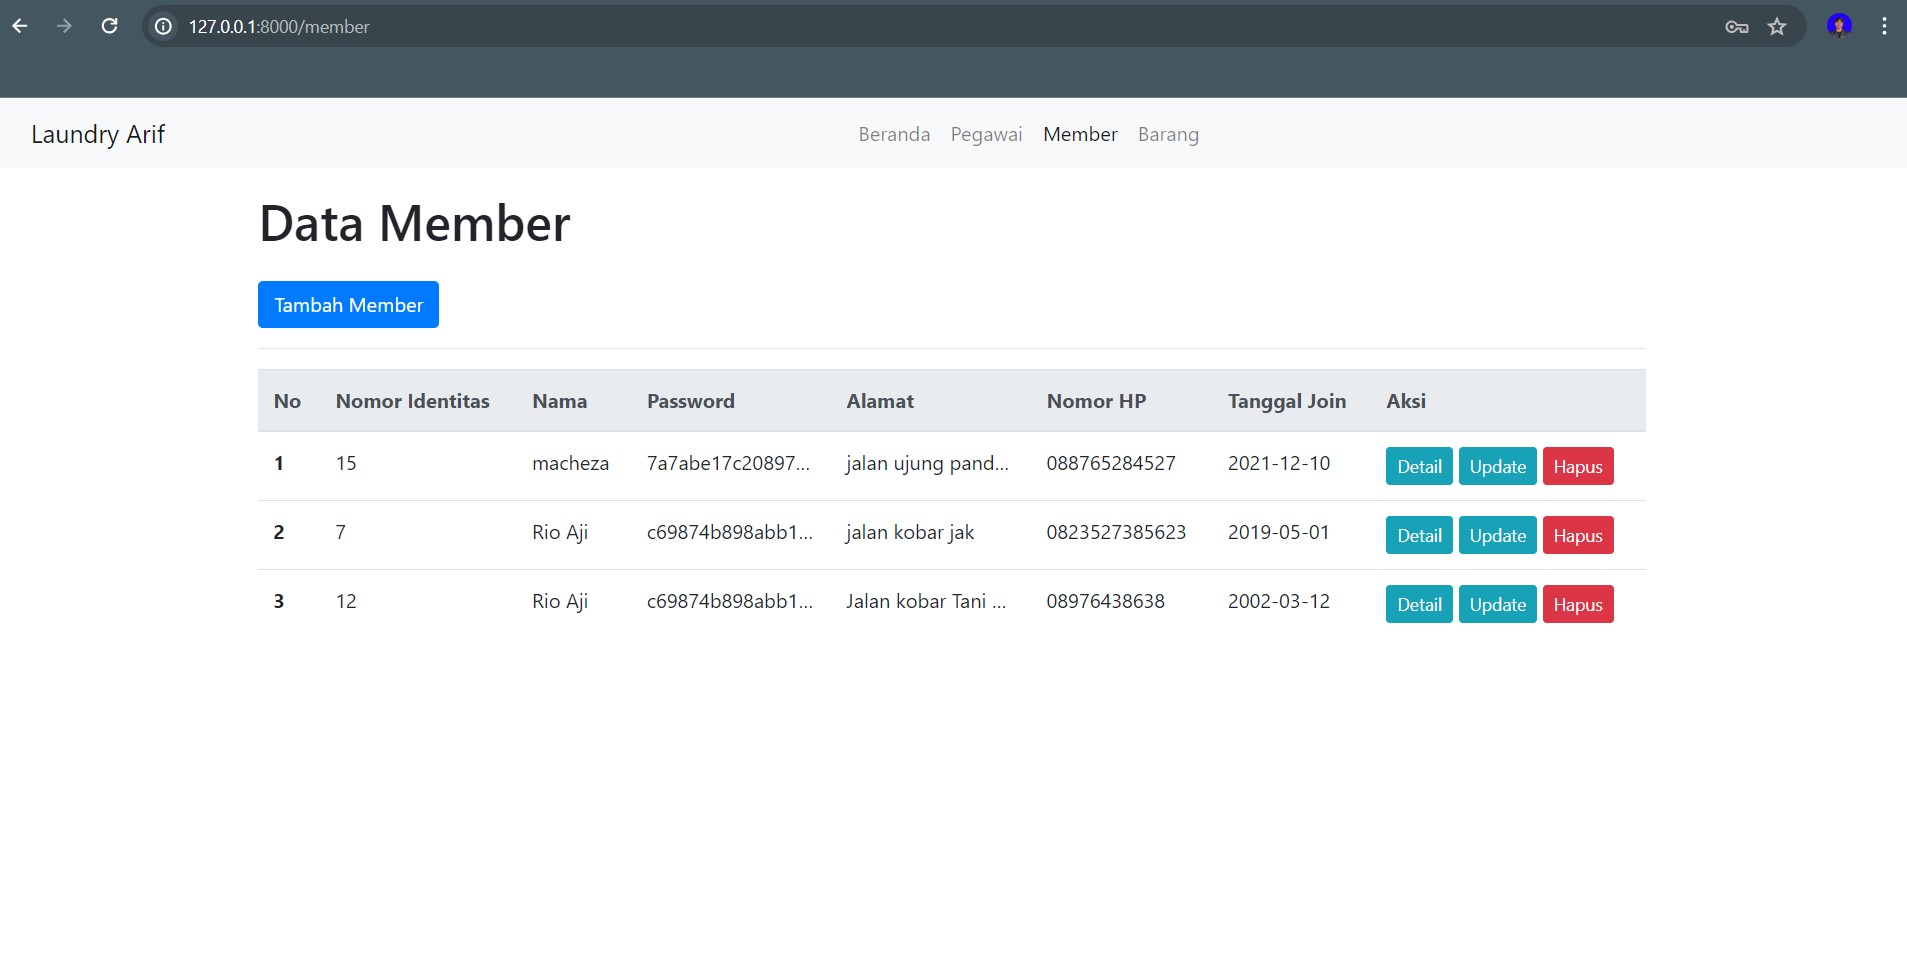 127.0.0.1:8000/member
Laundry Arif Beranda Pegawai Member Barang
Data Member
Tambah Member
No Nomor Identitas Nama Password Alamat Nomor HP Tanggal Join Aksi
1 15 macheza 7a7abe17c20897... jalan ujung pand... 088765284527 2021-12-10 Detail Update Hapus
2 7 Rio Aji c69874b898abb1... jalan kobar jak 0823527385623 2019-05-01 Detail Update Hapus
3 12 Rio Aji c69874b898abb1... Jalan kobar Tani ... 08976438638 2002-03-12 Detail Update Hapus